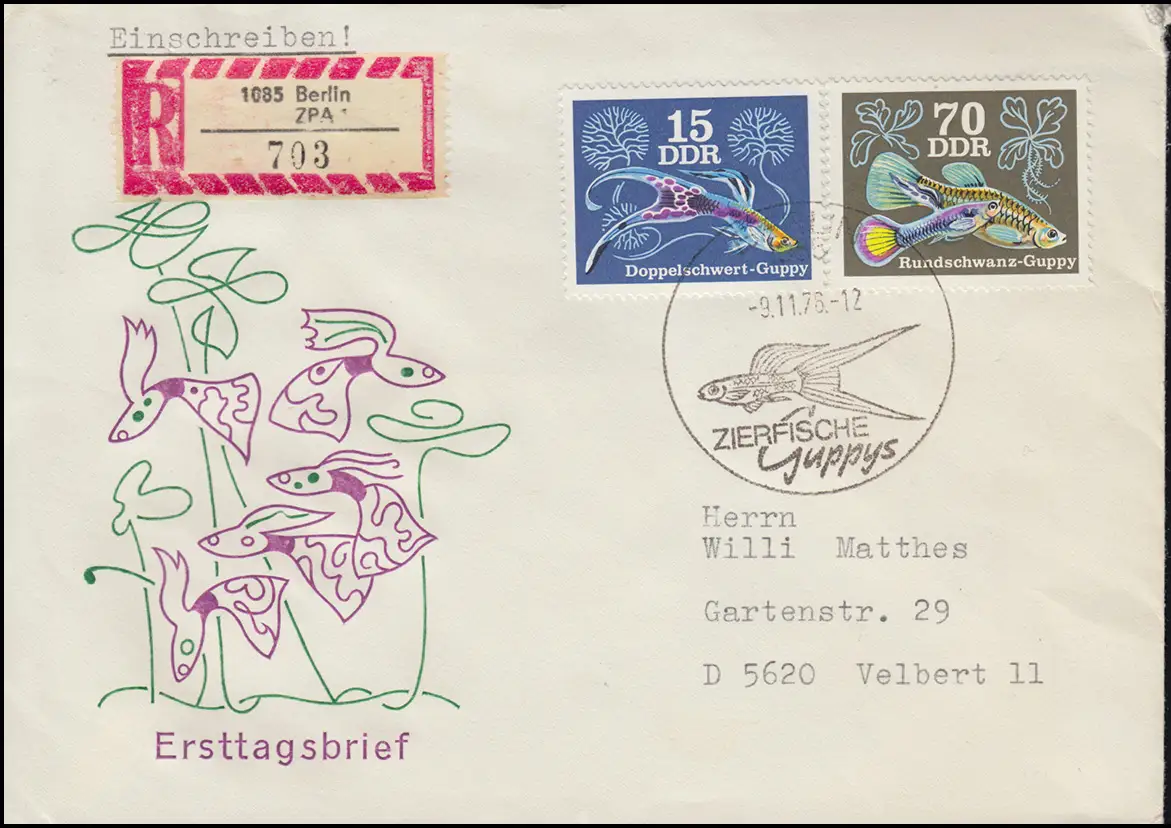 Einschreiben!
R
1085 Berlin
ZPA
703
15
DDR
Doppelschwert-Guppy
70
DDR
Rundschwanz-Guppy
-9.11.76.-12
ZIERFISCHE
Guppys
Herrn
Willi Matthes
Gartenstr. 29
D 5620 Velbert 11
Ersttagsbrief